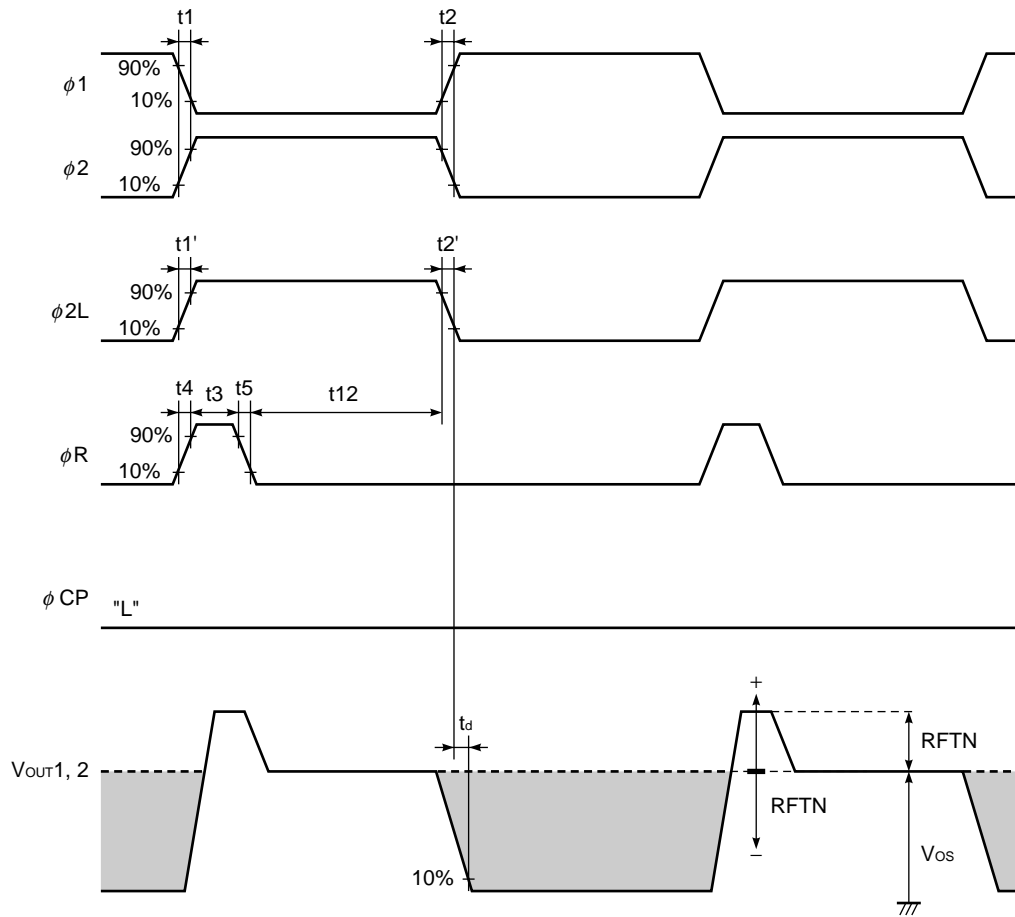 t1 t2
90%
ϕ1
10%
90%
ϕ2
10%
t1' t2'
90%
ϕ2L
10%
t4 t3 t5 t12
90%
ϕR
10%
ϕCP "L"
+
td
RFTN
VOUT1, 2
RFTN
VOS
10%
−